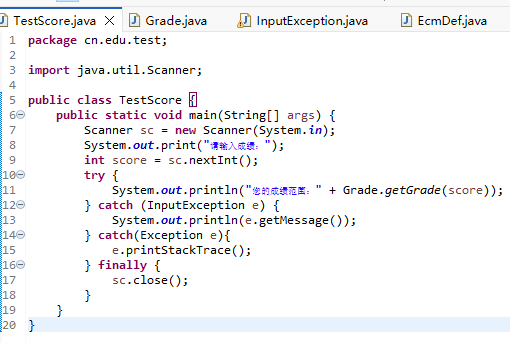 TestScore.java Grade.java InputException.java EcmDef.java
1 package cn.edu.test;
2
3 import java.util.Scanner;
4
5 public class TestScore {
6 public static void main(String[] args) {
7 Scanner sc = new Scanner(System.in);
8 System.out.print("请输入成绩：");
9 int score = sc.nextInt();
10 try {
11 System.out.println("您的成绩范围：" + Grade.getGrade(score));
12 } catch (InputException e) {
13 System.out.println(e.getMessage());
14 } catch(Exception e){
15 e.printStackTrace();
16 } finally {
17 sc.close();
18 }
19 }
20 }